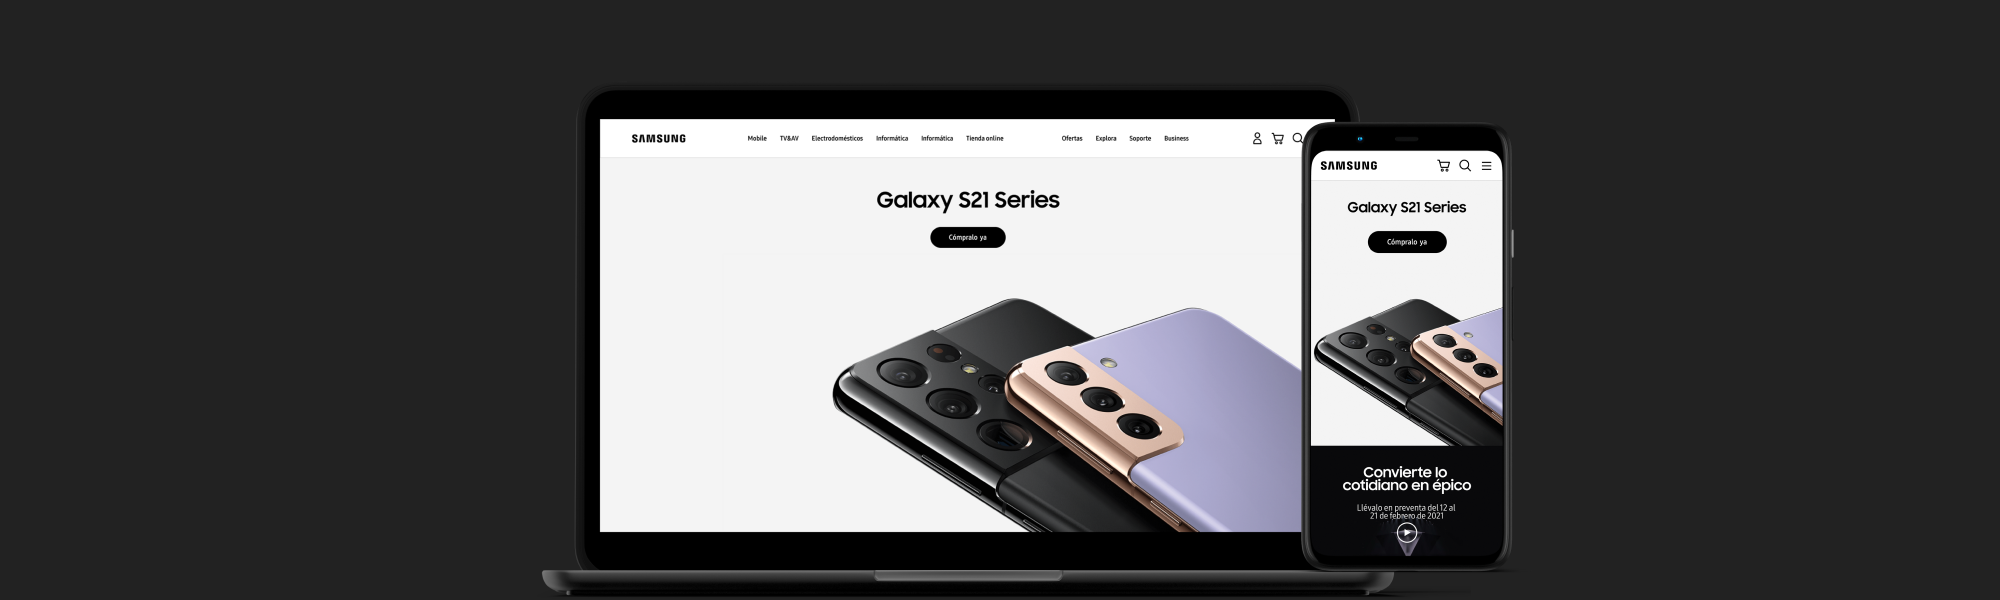 SAMSUNG
Mobile TV&AV Electrodomésticos Informática Informática Tienda online Ofertas Explora Soporte Business
Galaxy S21 Series
Cómpralo ya
SAMSUNG
Galaxy S21 Series
Cómpralo ya
Convierte lo
cotidiano en épico
Llévalo en preventa del 12 al
21 de febrero de 2021